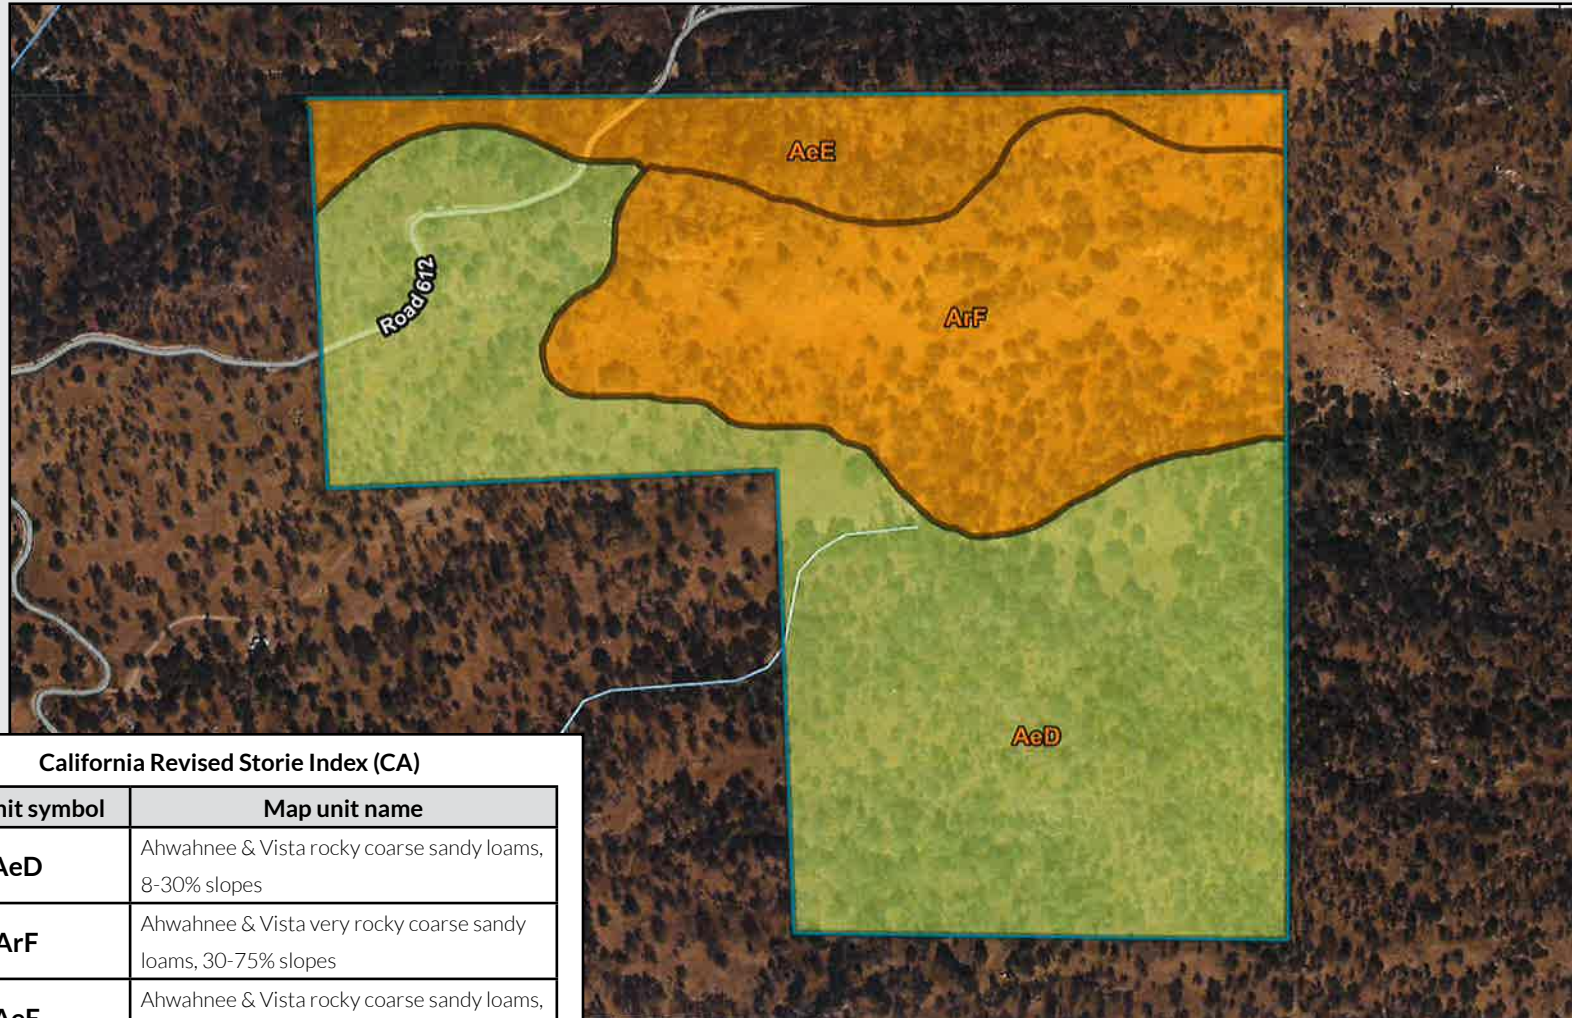 AeE
ArF
Road 612
AeD
California Revised Storie Index (CA)
nit symbol
Map unit name
AeD
Ahwahnee & Vista rocky coarse sandy loams,
8-30% slopes
ArF
Ahwahnee & Vista very rocky coarse sandy
loams, 30-75% slopes
AeE
Ahwahnee & Vista rocky coarse sandy loams,